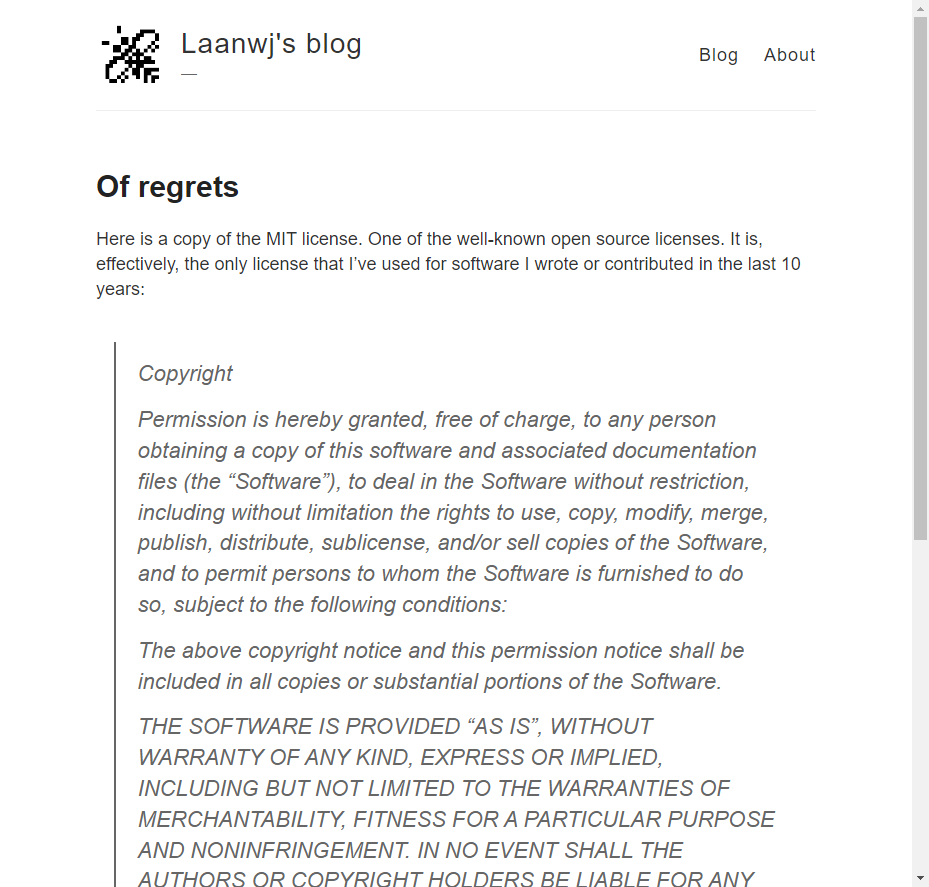 Laanwj's blog
—
Blog About
Of regrets
Here is a copy of the MIT license. One of the well-known open source licenses. It is,
effectively, the only license that I’ve used for software I wrote or contributed in the last 10
years:
Copyright
Permission is hereby granted, free of charge, to any person
obtaining a copy of this software and associated documentation
files (the “Software”), to deal in the Software without restriction,
including without limitation the rights to use, copy, modify, merge,
publish, distribute, sublicense, and/or sell copies of the Software,
and to permit persons to whom the Software is furnished to do
so, subject to the following conditions:
The above copyright notice and this permission notice shall be
included in all copies or substantial portions of the Software.
THE SOFTWARE IS PROVIDED “AS IS”, WITHOUT
WARRANTY OF ANY KIND, EXPRESS OR IMPLIED,
INCLUDING BUT NOT LIMITED TO THE WARRANTIES OF
MERCHANTABILITY, FITNESS FOR A PARTICULAR PURPOSE
AND NONINFRINGEMENT. IN NO EVENT SHALL THE
AUTHORS OR COPYRIGHT HOLDERS BE LIABLE FOR ANY